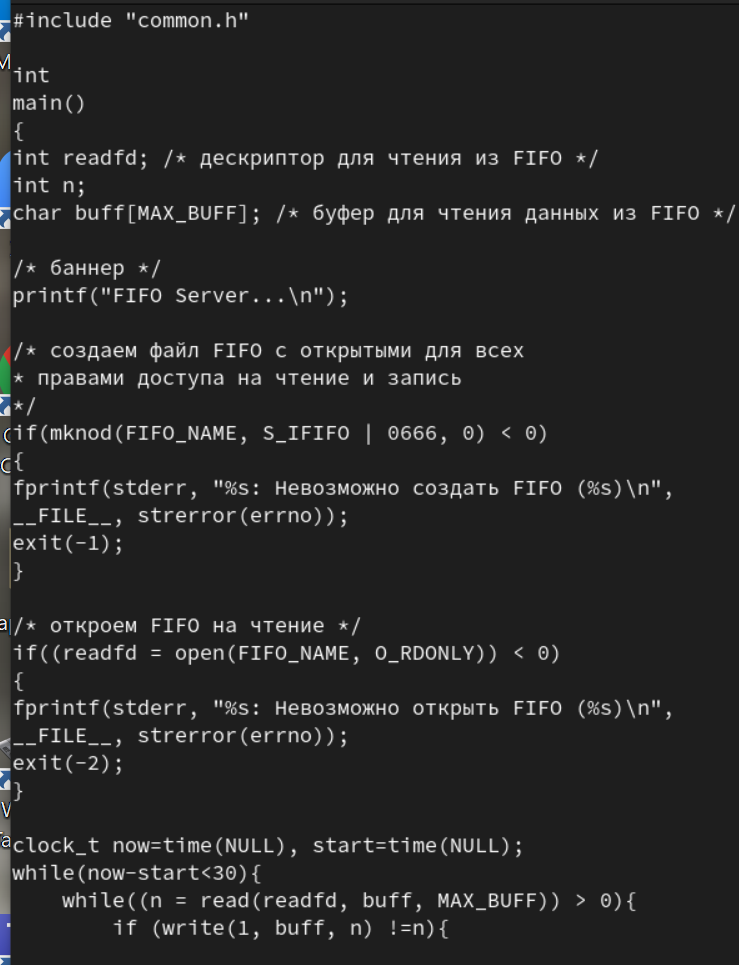 #include "common.h"
int
main()
{
int readfd; /* дескриптор для чтения из FIFO */
int n;
char buff[MAX_BUFF]; /* буфер для чтения данных из FIFO */
/* баннер */
printf("FIFO Server...\n");
/* создаем файл FIFO с открытыми для всех
* правами доступа на чтение и запись
*/
if(mknod(FIFO_NAME, S_IFIFO | 0666, 0) < 0)
{
fprintf(stderr, "%s: Невозможно создать FIFO (%s)\n",
__FILE__, strerror(errno));
exit(-1);
}
/* откроем FIFO на чтение */
if((readfd = open(FIFO_NAME, O_RDONLY)) < 0)
{
fprintf(stderr, "%s: Невозможно открыть FIFO (%s)\n",
__FILE__, strerror(errno));
exit(-2);
}
clock_t now=time(NULL), start=time(NULL);
while(now-start<30){
    while((n = read(readfd, buff, MAX_BUFF)) > 0){
        if (write(1, buff, n) !=n){